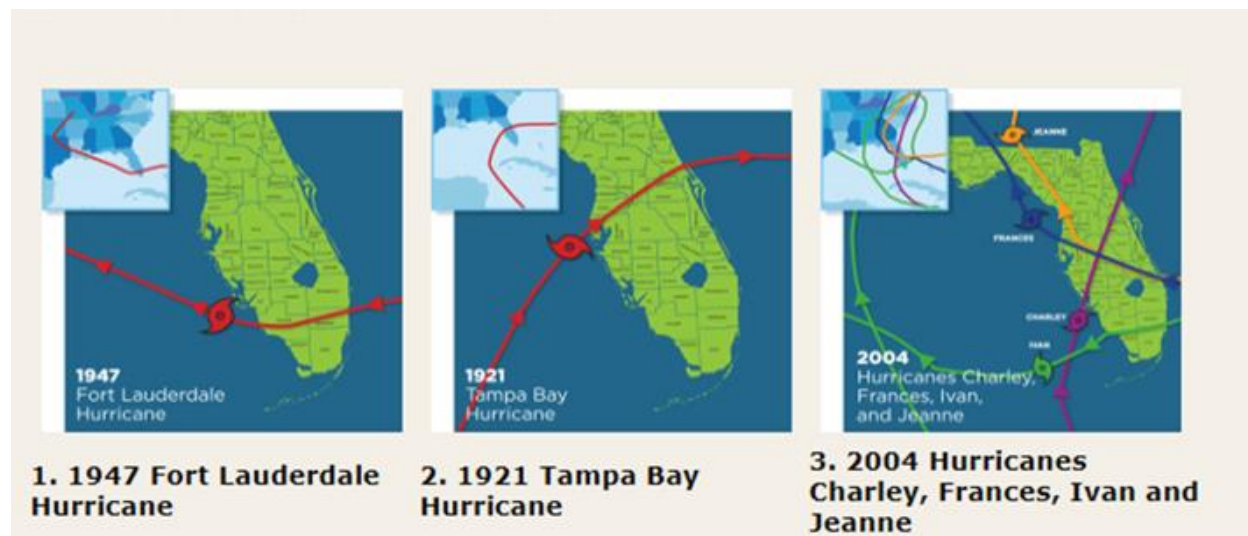 1947
Fort Lauderdale
Hurricane
1. 1947 Fort Lauderdale
Hurricane
1921
Tampa Bay
Hurricane
2. 1921 Tampa Bay
Hurricane
JEANNE
FRANCES
CHARLEY
IVAN
2004
Hurricanes Charley,
Frances, Ivan,
and Jeanne
3. 2004 Hurricanes
Charley, Frances, Ivan and
Jeanne